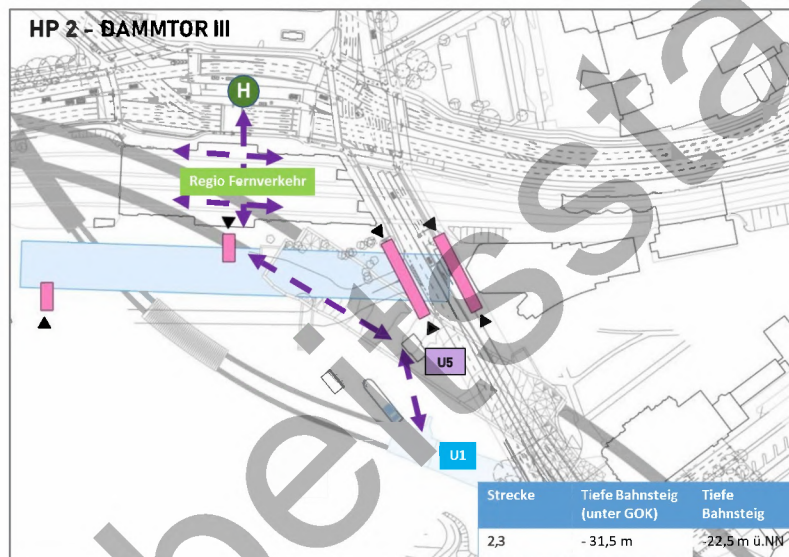 HP 2 - DAMMTOR III
H
Regio Fernverkehr
U5
U1
Strecke Tiefe Bahnsteig (unter GOK) Tiefe Bahnsteig
2,3 - 31,5 m -22,5 m ü.NN